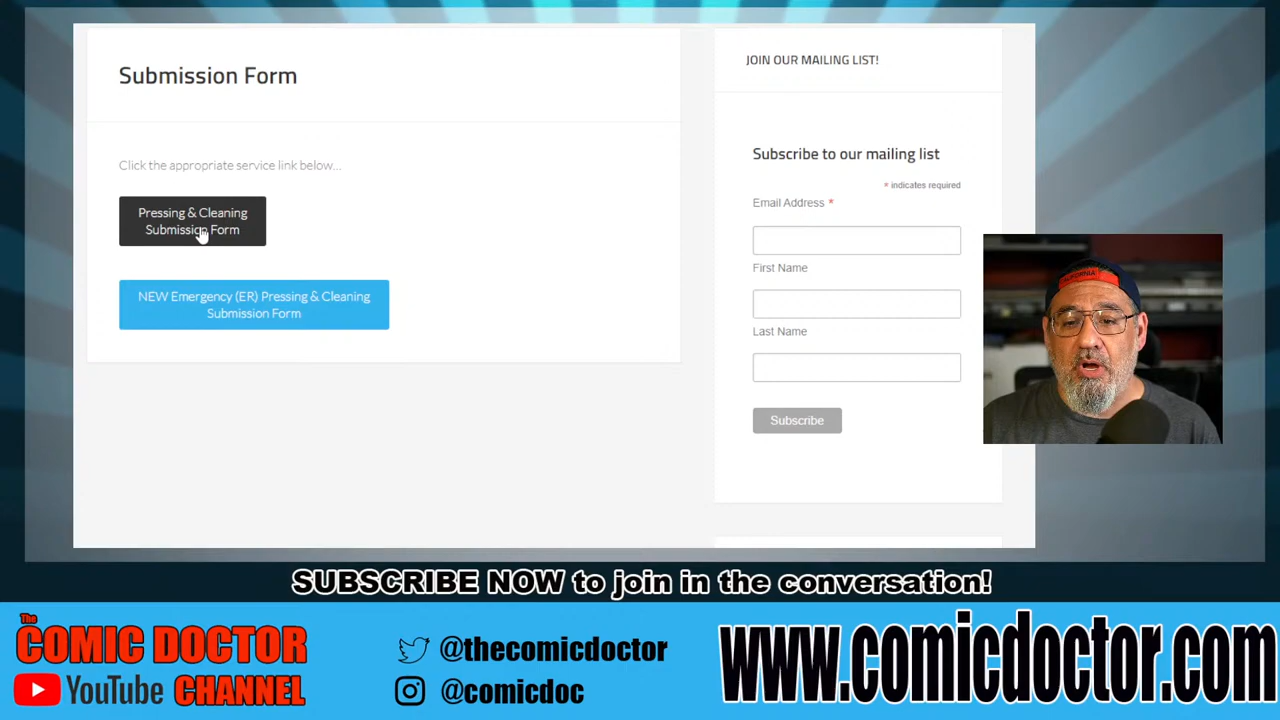 Submission Form
Click the appropriate service link below...
Pressing & Cleaning
Submission Form
NEW Emergency (ER) Pressing & Cleaning
Submission Form
JOIN OUR MAILING LIST!
Subscribe to our mailing list
* indicates required
Email Address *
First Name
Last Name
Subscribe
CALIFORNIA
SUBSCRIBE NOW to join in the conversation!
The
COMIC DOCTOR
YouTube CHANNEL
@thecomicdoctor
@comicdoc
www.comicdoctor.com